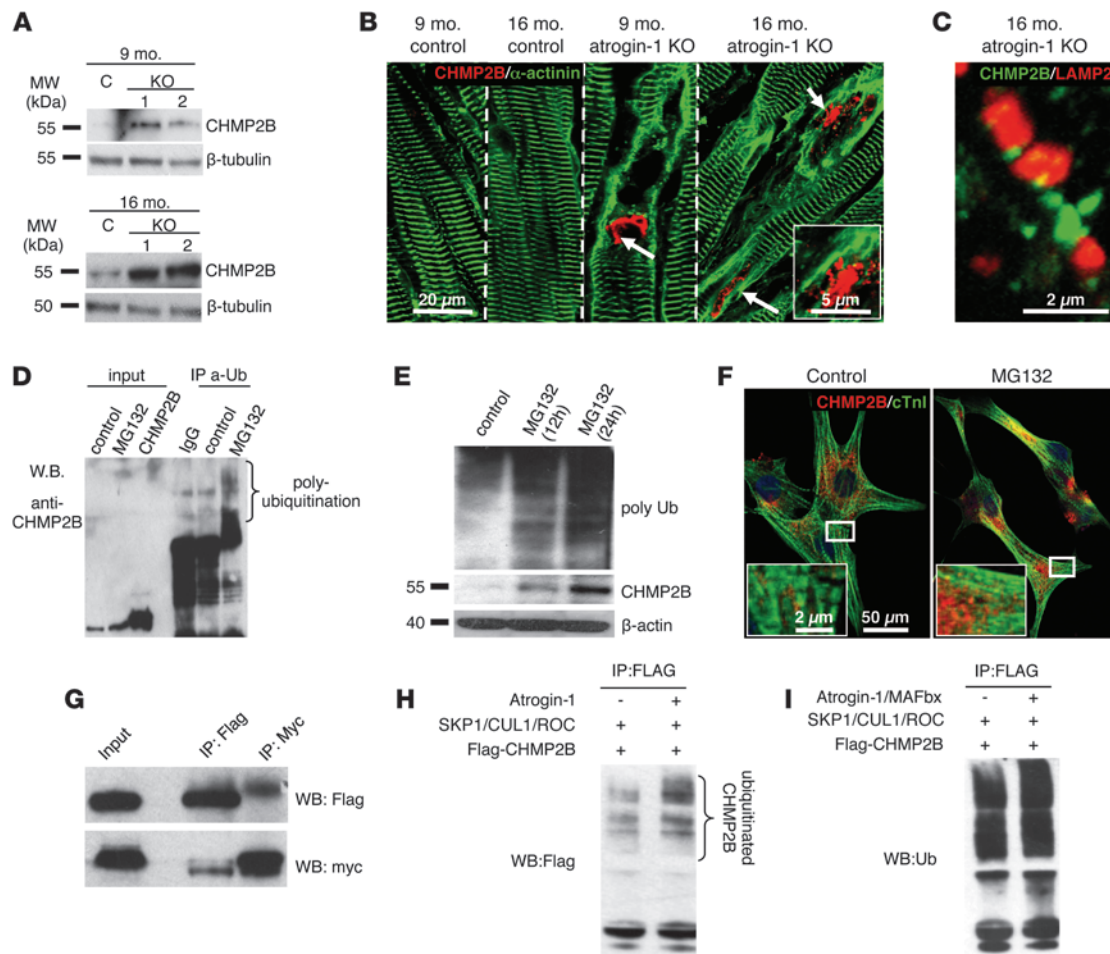 A
9 mo.
MW
(kDa)
C
KO
1
2
55
CHMP2B
55
β-tubulin
16 mo.
C
KO
1
2
55
CHMP2B
50
β-tubulin
B
9 mo.
control
16 mo.
control
9 mo.
atrogin-1 KO
16 mo.
atrogin-1 KO
CHMP2B/α-actinin
20 µm
5 µm
C
16 mo.
atrogin-1 KO
CHMP2B/LAMP2
2 µm
D
input
IP a-Ub
control
MG132
CHMP2B
IgG
control
MG132
W.B.
anti-
CHMP2B
poly-
ubiquitination
E
control
MG132
(12h)
MG132
(24h)
poly Ub
55
CHMP2B
40
β-actin
F
Control
MG132
CHMP2B/cTnI
2 µm
50 µm
G
Input
IP: Flag
IP: Myc
WB: Flag
WB: myc
H
IP:FLAG
Atrogin-1 - +
SKP1/CUL1/ROC + +
Flag-CHMP2B + +
WB:Flag
ubiquitinated
CHMP2B
I
IP:FLAG
Atrogin-1/MAFbx - +
SKP1/CUL1/ROC + +
Flag-CHMP2B + +
WB:Ub